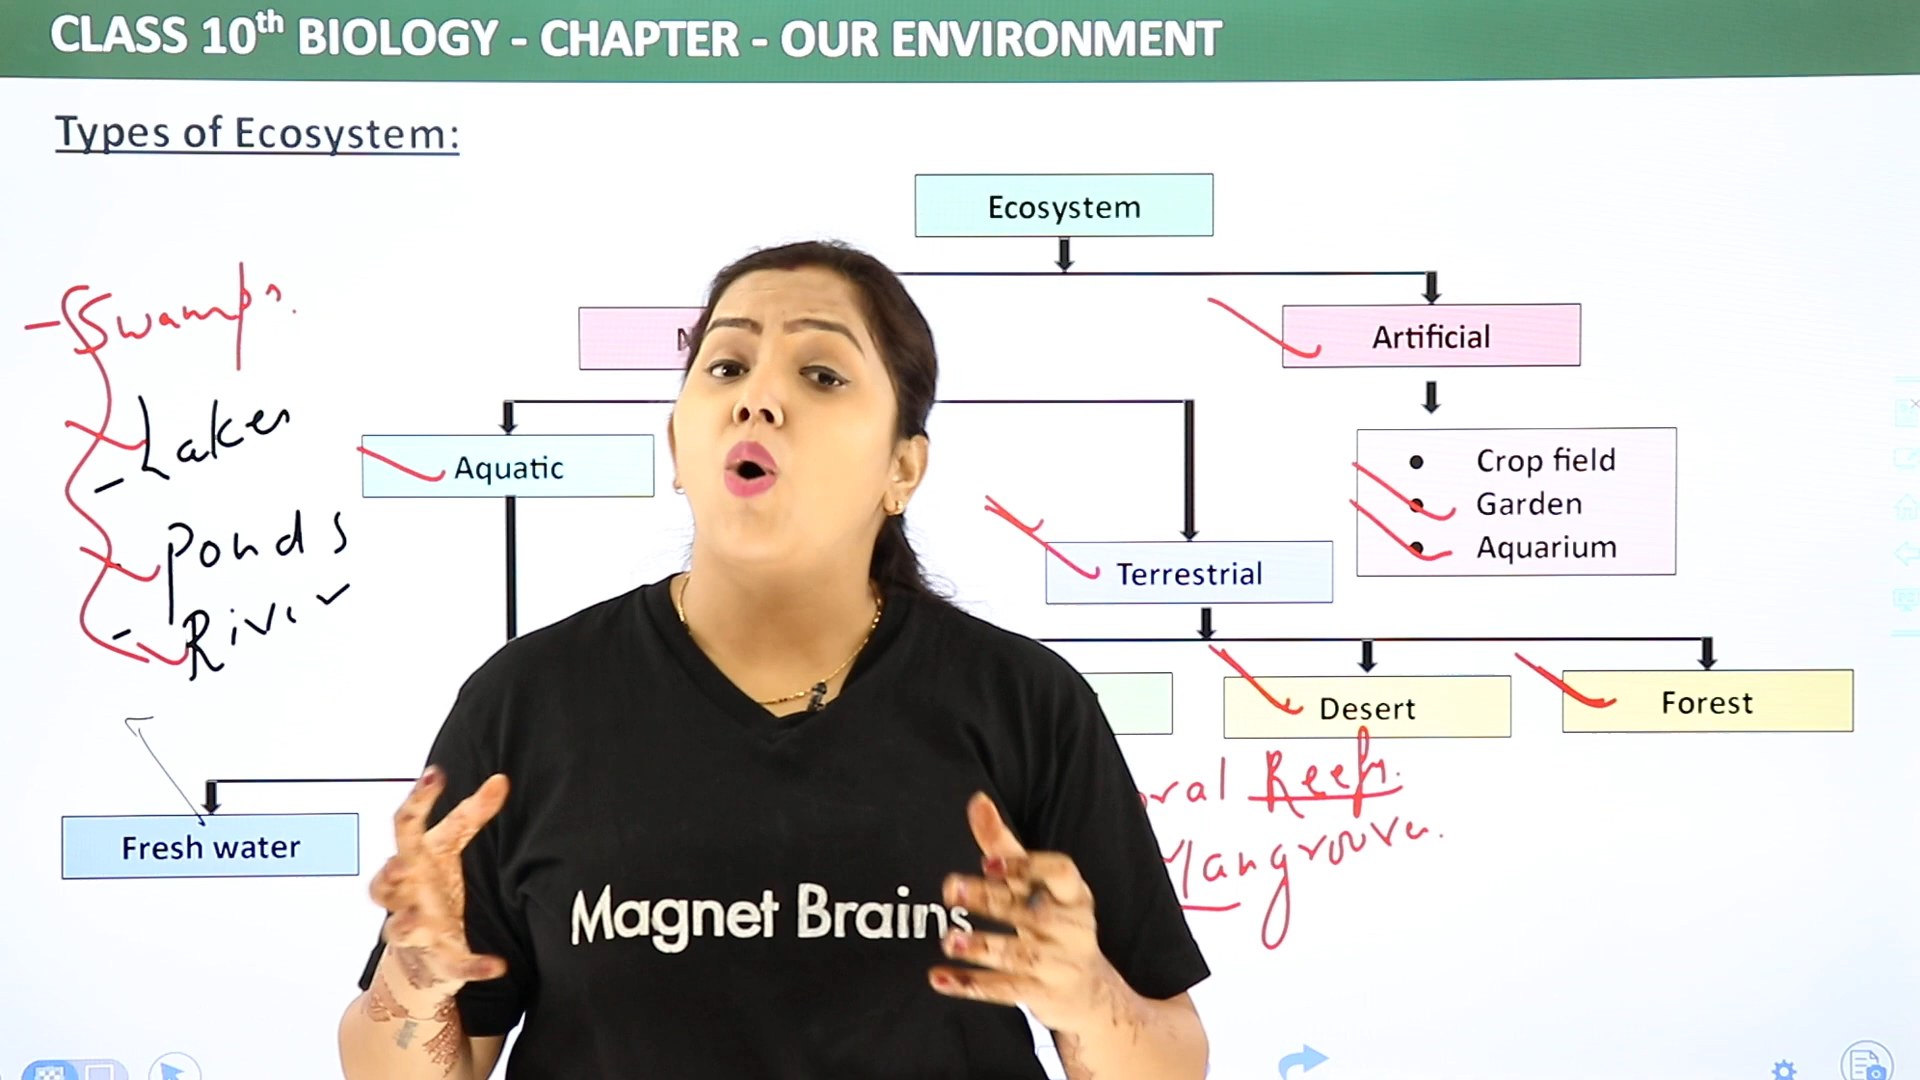 CLASS 10th BIOLOGY - CHAPTER - OUR ENVIRONMENT
Types of Ecosystem:
Ecosystem
Artificial
Swamps.
Lakes
Ponds
River
Aquatic
Crop field
Garden
Aquarium
Terrestrial
Desert
Forest
Reefs.
Fresh water
Magnet Brains